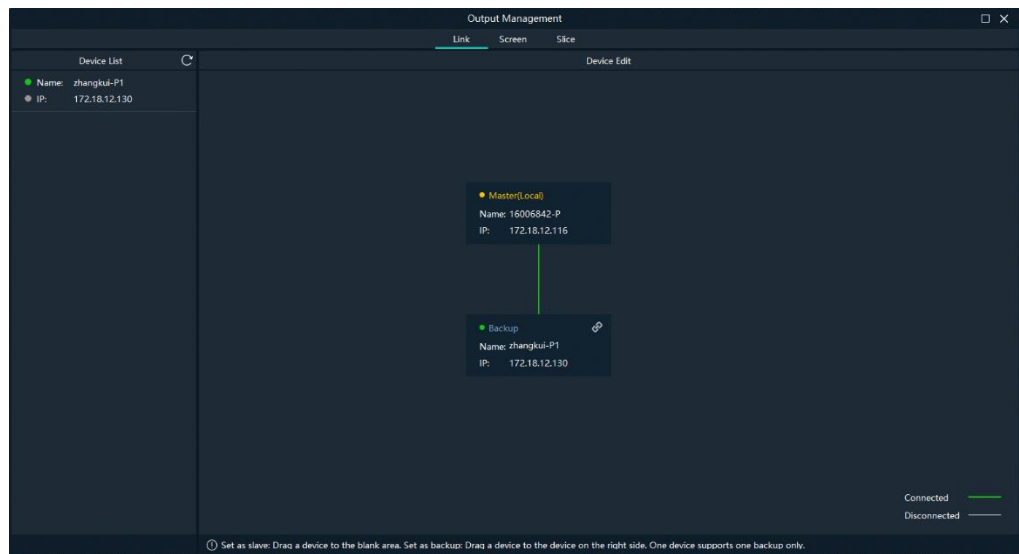 Output Management
Link Screen Slice
Device List
Device Edit
Name: zhangkui-P1
IP: 172.18.12.130
Master(Local)
Name: 16006842-P
IP: 172.18.12.116
Backup
Name: zhangkui-P1
IP: 172.18.12.130
Connected
Disconnected
Set as slave: Drag a device to the blank area. Set as backup: Drag a device to the device on the right side. One device supports one backup only.